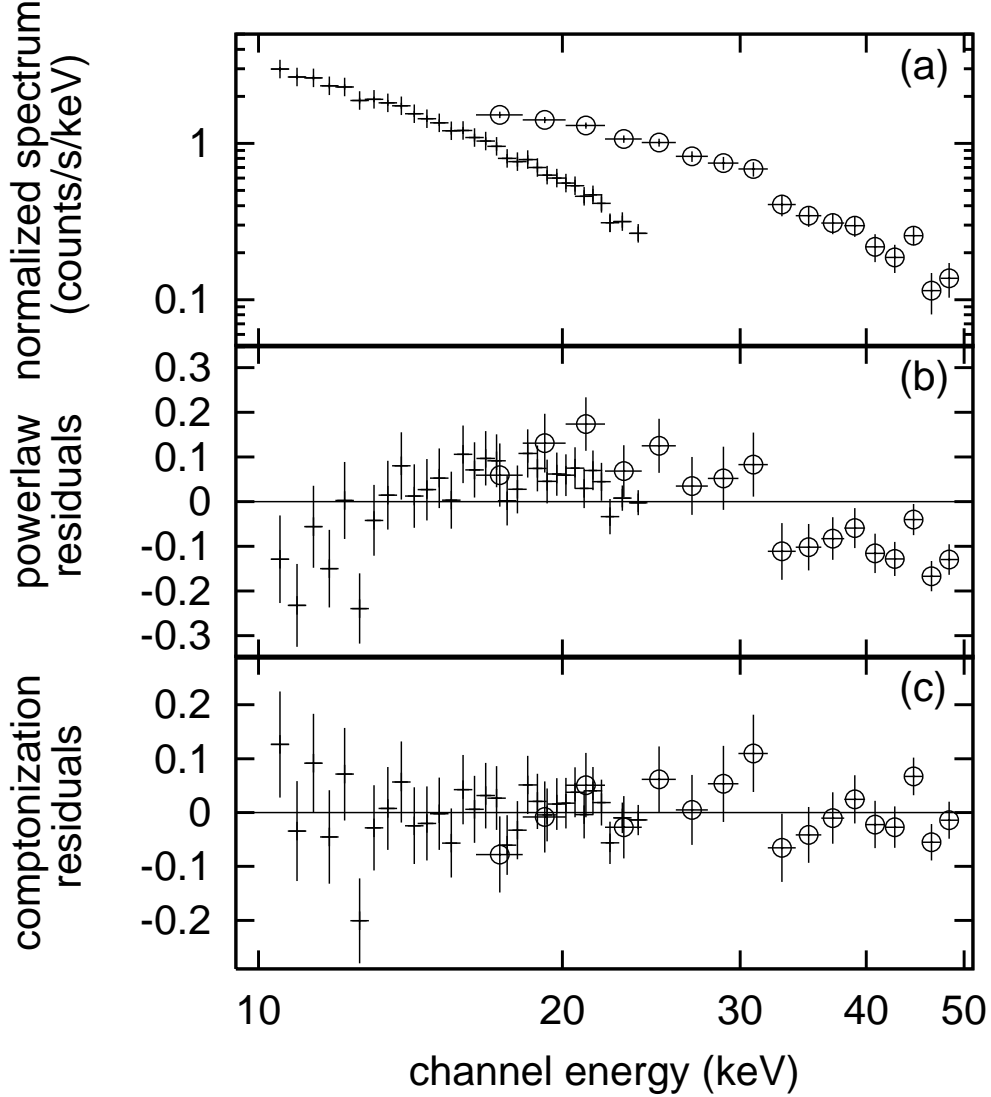 normalized spectrum
(counts/s/keV)
(a)
1
0.1
powerlaw
residuals
(b)
0.3
0.2
0.1
0
-0.1
-0.2
-0.3
comptonization
residuals
(c)
0.2
0.1
0
-0.1
-0.2
10 20 30 40 50
channel energy (keV)